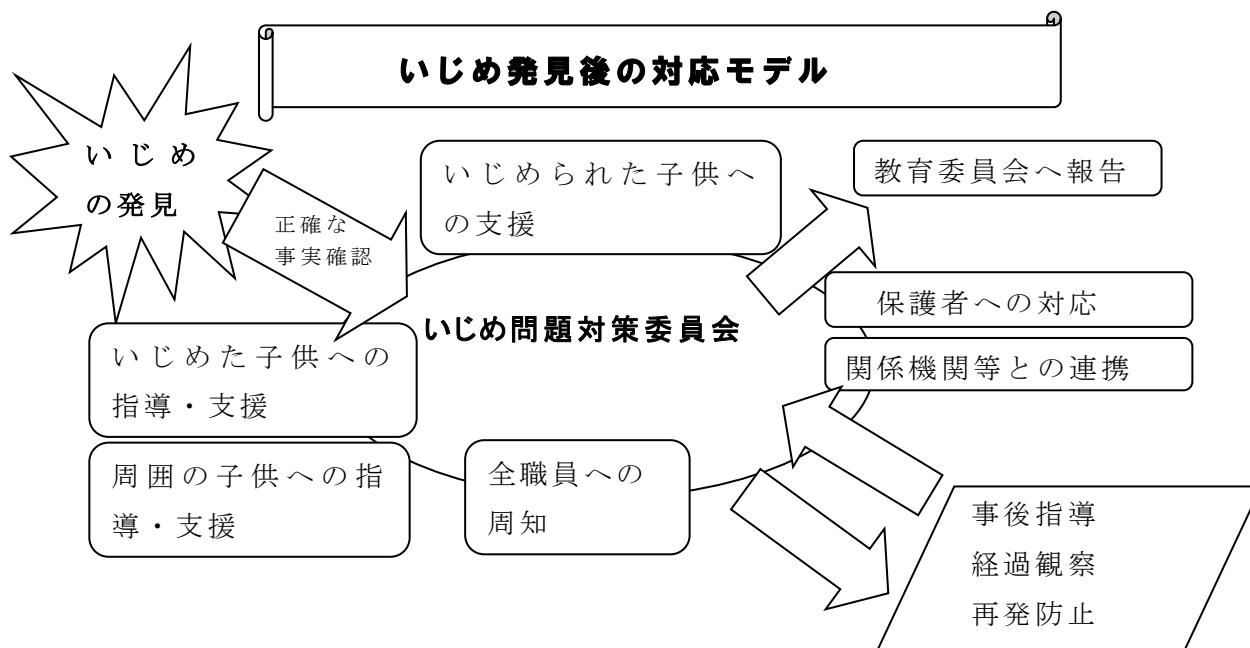 いじめ発見後の対応モデル
いじめ
の発見
正確な
事実確認
いじめられた子供へ
の支援
教育委員会へ報告
保護者への対応
関係機関等との連携
いじめ問題対策委員会
いじめた子供への
指導・支援
周囲の子供への指
導・支援
全職員への
周知
事後指導
経過観察
再発防止